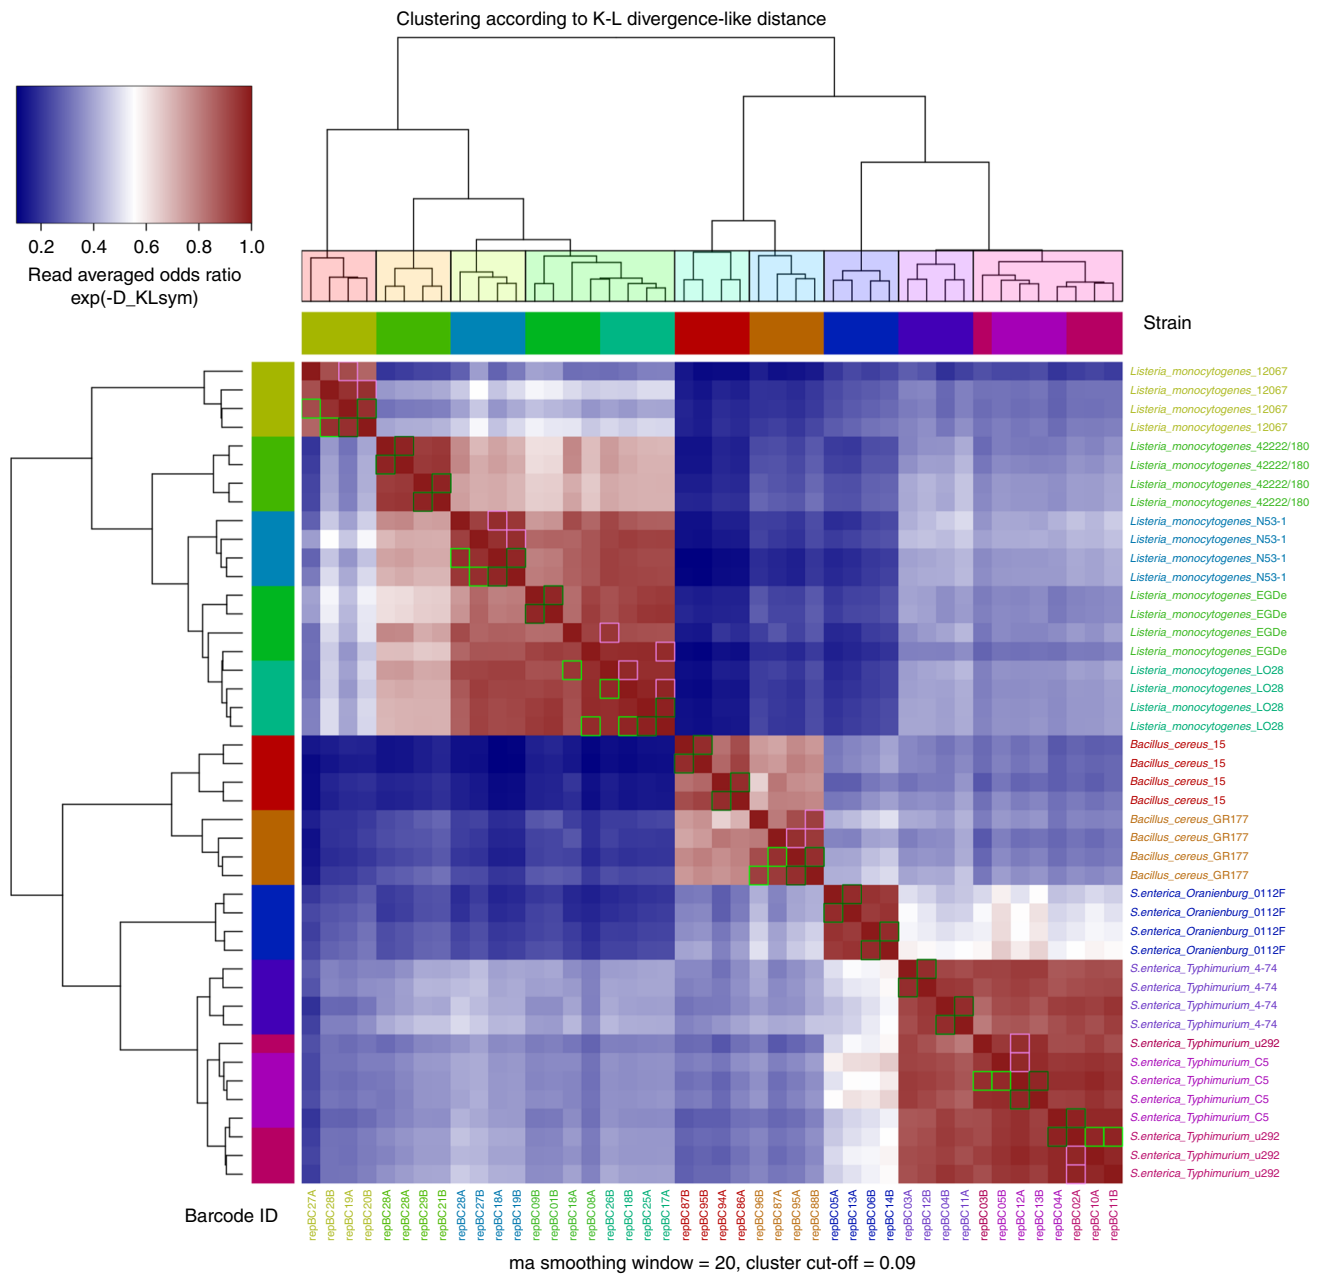 Clustering according to K-L divergence-like distance
0.2 0.4 0.6 0.8 1.0
Read averaged odds ratio
exp(-D_KLsym)
Strain
Listeria_monocytogenes_12067
Listeria_monocytogenes_12067
Listeria_monocytogenes_12067
Listeria_monocytogenes_12067
Listeria_monocytogenes_42222/180
Listeria_monocytogenes_42222/180
Listeria_monocytogenes_42222/180
Listeria_monocytogenes_42222/180
Listeria_monocytogenes_N53-1
Listeria_monocytogenes_N53-1
Listeria_monocytogenes_N53-1
Listeria_monocytogenes_N53-1
Listeria_monocytogenes_EGDe
Listeria_monocytogenes_EGDe
Listeria_monocytogenes_EGDe
Listeria_monocytogenes_EGDe
Listeria_monocytogenes_LO28
Listeria_monocytogenes_LO28
Listeria_monocytogenes_LO28
Listeria_monocytogenes_LO28
Bacillus_cereus_15
Bacillus_cereus_15
Bacillus_cereus_15
Bacillus_cereus_15
Bacillus_cereus_GR177
Bacillus_cereus_GR177
Bacillus_cereus_GR177
Bacillus_cereus_GR177
S.enterica_Oranienburg_0112F
S.enterica_Oranienburg_0112F
S.enterica_Oranienburg_0112F
S.enterica_Oranienburg_0112F
S.enterica_Typhimurium_4-74
S.enterica_Typhimurium_4-74
S.enterica_Typhimurium_4-74
S.enterica_Typhimurium_4-74
S.enterica_Typhimurium_u292
S.enterica_Typhimurium_C5
S.enterica_Typhimurium_C5
S.enterica_Typhimurium_C5
S.enterica_Typhimurium_C5
S.enterica_Typhimurium_u292
S.enterica_Typhimurium_u292
S.enterica_Typhimurium_u292
Barcode ID
repBC27A
repBC28B
repBC19A
repBC20B
repBC28A
repBC28A
repBC29B
repBC21B
repBC28A
repBC27B
repBC18A
repBC19B
repBC09B
repBC01B
repBC18A
repBC08A
repBC26B
repBC18B
repBC25A
repBC17A
repBC87B
repBC95B
repBC94A
repBC86A
repBC96B
repBC87A
repBC95A
repBC88B
repBC05A
repBC13A
repBC06B
repBC14B
repBC03A
repBC12B
repBC04B
repBC11A
repBC03B
repBC05B
repBC12A
repBC13B
repBC04A
repBC02A
repBC10A
repBC11B
ma smoothing window = 20, cluster cut-off = 0.09